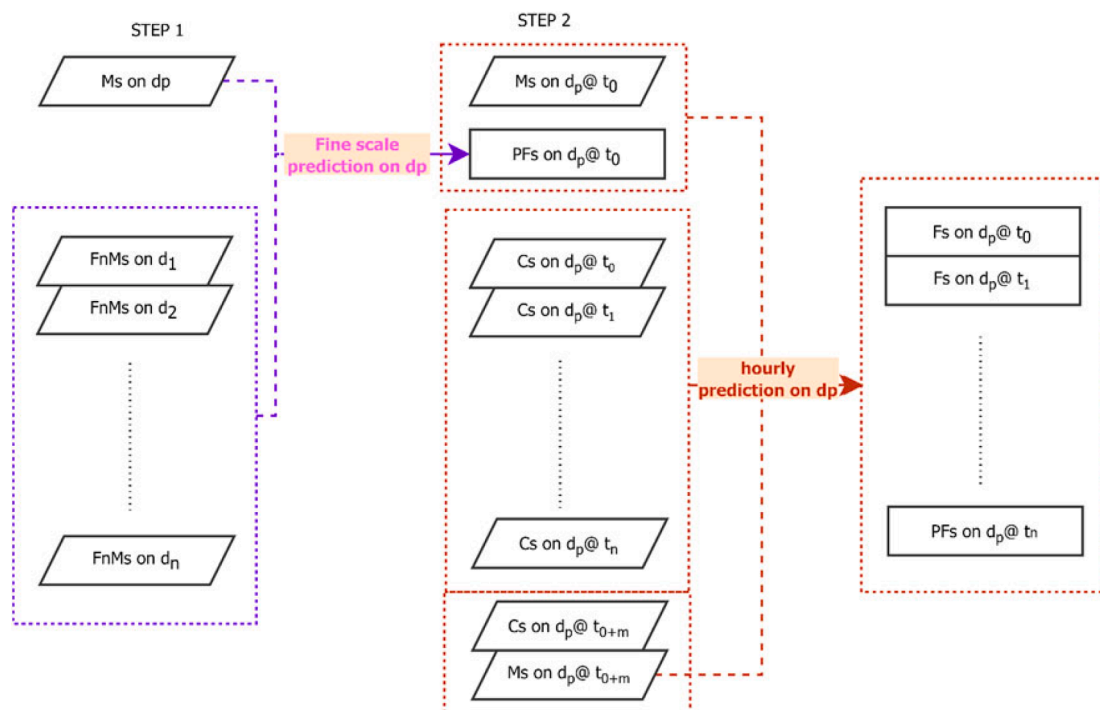 STEP 1
Ms on dp
FnMs on d1
FnMs on d2
FnMs on dn
Fine scale
prediction on dp
STEP 2
Ms on dp@ t0
PFs on dp@ t0
Cs on dp@ t0
Cs on dp@ t1
Cs on dp@ tn
Cs on dp@ t0+m
Ms on dp@ t0+m
hourly
prediction on dp
Fs on dp@ t0
Fs on dp@ t1
PFs on dp@ tn